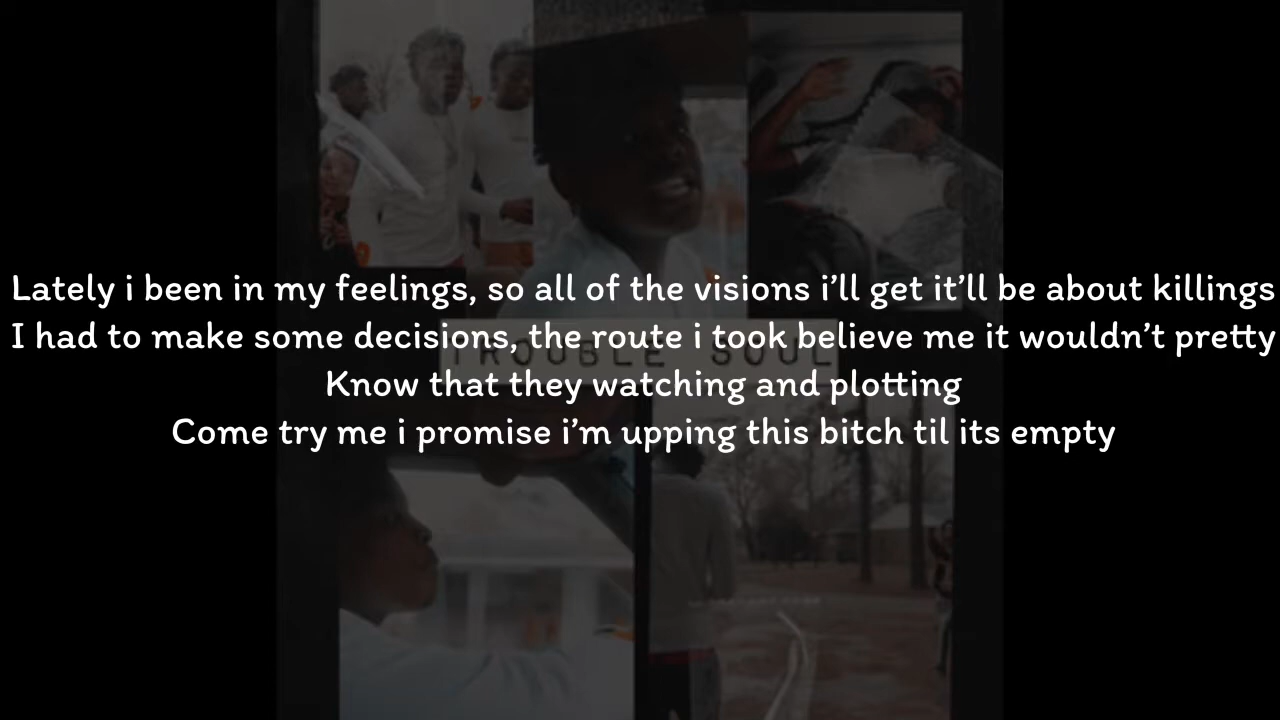 Lately i been in my feelings, so all of the visions i’ll get it’ll be about killings
I had to make some decisions, the route i took believe me it wouldn’t pretty
TROUBLE SOUL
Know that they watching and plotting
Come try me i promise i’m upping this bitch til its empty